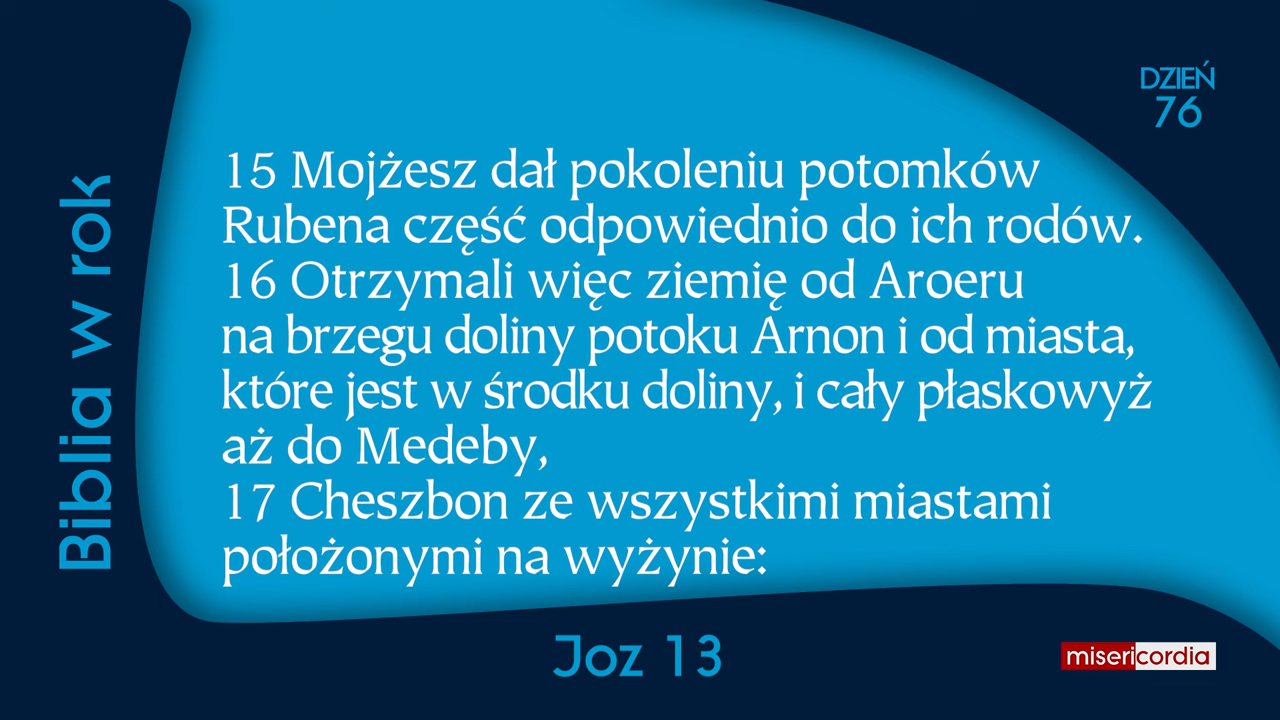 DZIEŃ
76
15 Mojżesz dał pokoleniu potomków
Rubena część odpowiednio do ich rodów.
16 Otrzymali więc ziemię od Aroeru
na brzegu doliny potoku Arnon i od miasta,
które jest w środku doliny, i cały płaskowyż
aż do Medeby,
17 Cheszbon ze wszystkimi miastami
położonymi na wyżynie:
Biblia w rok
Joz 13
misericordia